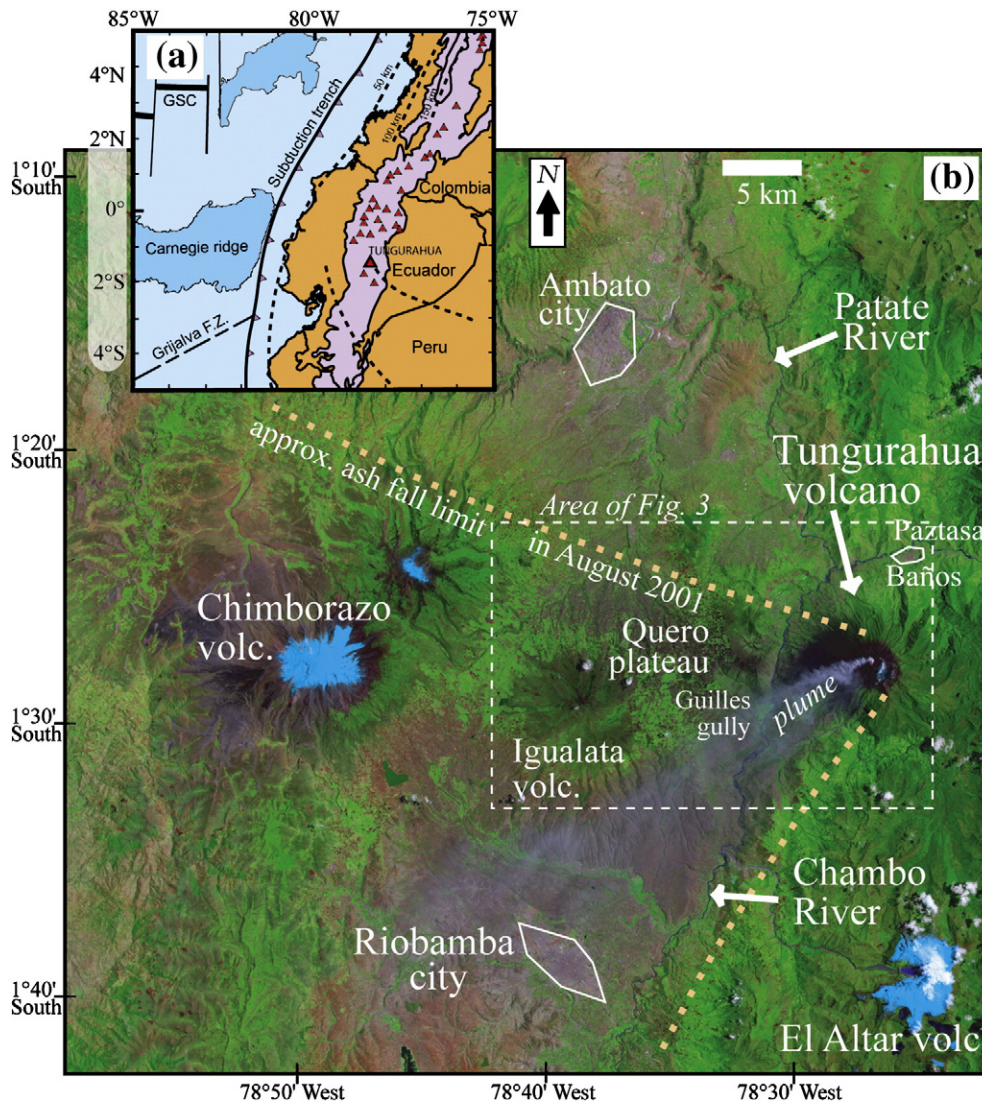 85°W
80°W
75°W
(a)
4°N
2°N
0°
2°S
4°S
GSC
Subduction trench
50 km
100 km
150 km
Colombia
Carnegie ridge
TUNGURAHUA
Ecuador
Grijalva F.Z.
Peru
(b)
N
5 km
1°10'
South
1°20'
South
1°30'
South
1°40'
South
Ambato
city
Patate
River
Tungurahua
volcano
approx. ash fall limit
in August 2001
Area of Fig. 3
Paztasa
Baños
Chimborazo
volc.
Quero
plateau
Guilles
gully
plume
Igualata
volc.
Chambo
River
Riobamba
city
El Altar volc
78°50' West
78°40' West
78°30' West